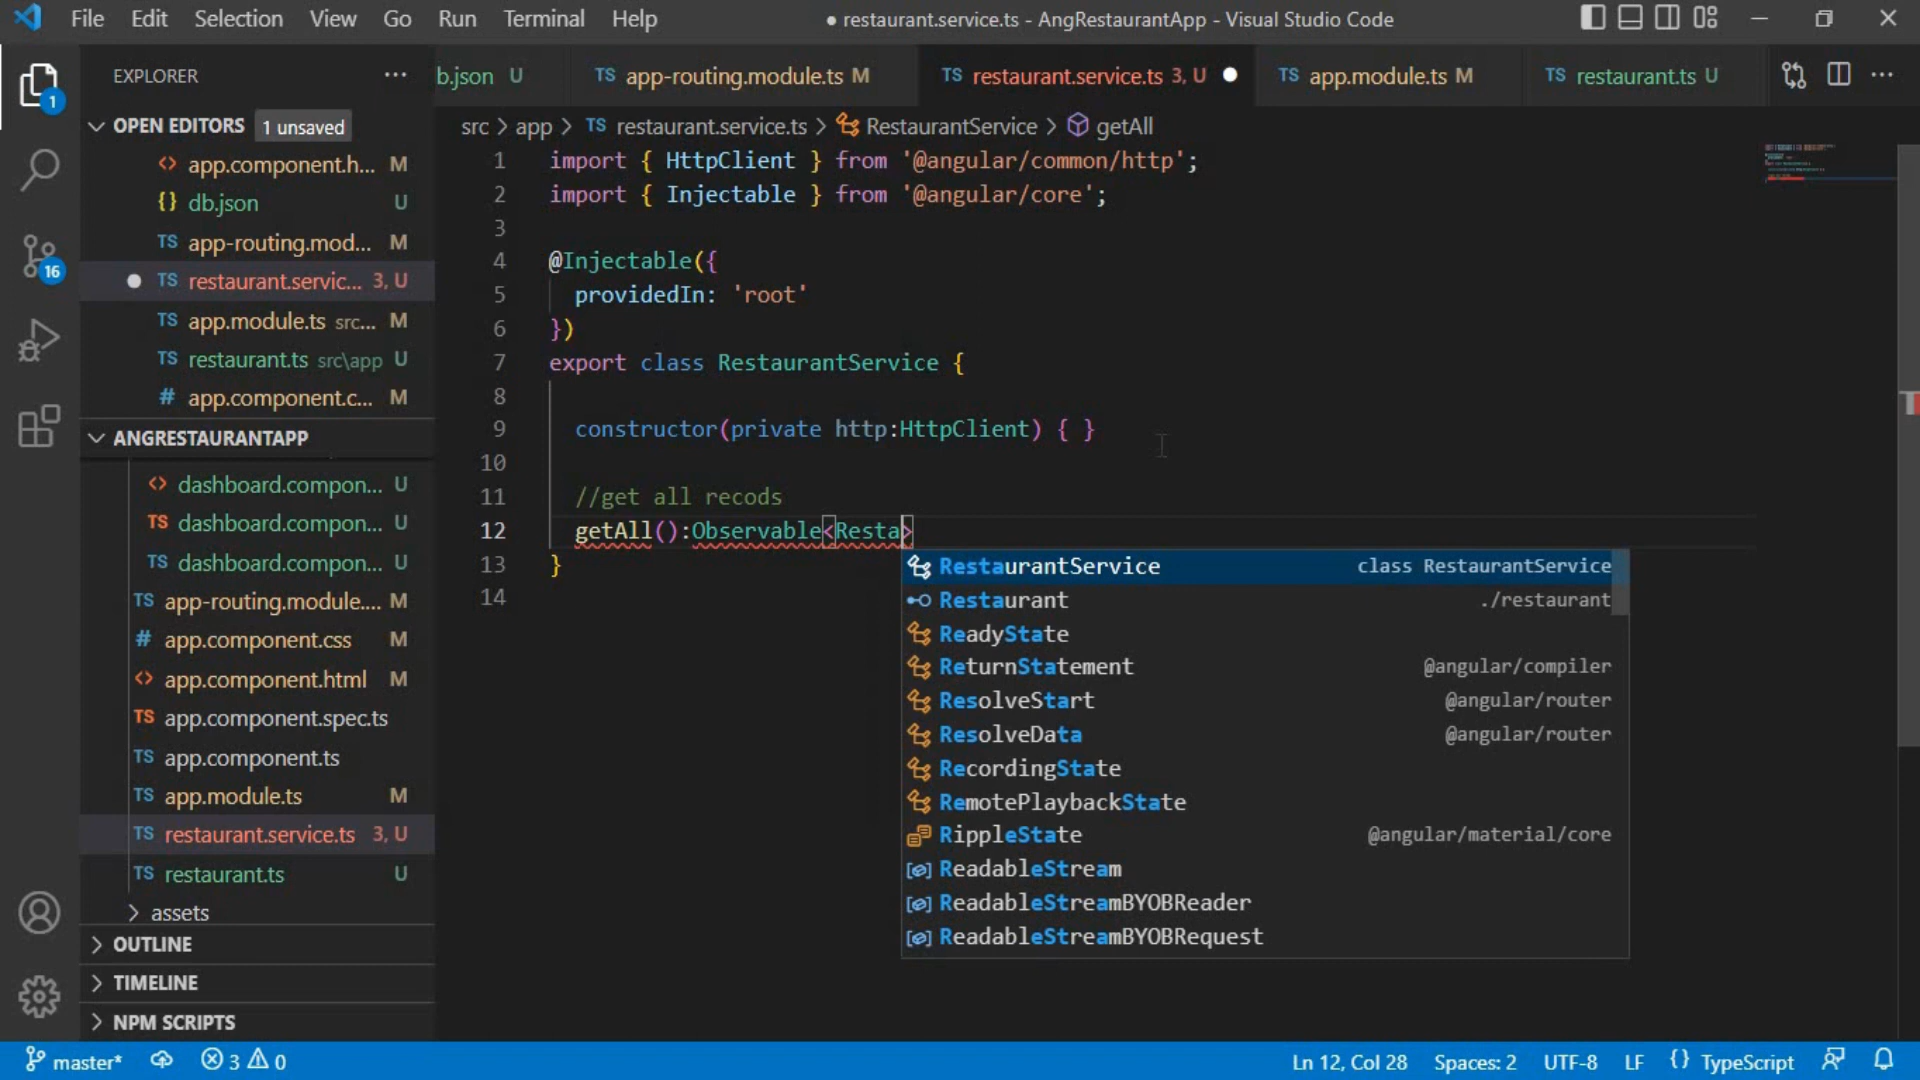 File Edit Selection View Go Run Terminal Help
● restaurant.service.ts - AngRestaurantApp - Visual Studio Code
EXPLORER
1
16
OPEN EDITORS 1 unsaved
app.component.h... M
db.json U
TS app-routing.mod... M
TS restaurant.servic... 3, U
TS app.module.ts src... M
TS restaurant.ts src\app U
# app.component.c... M
ANGRESTAURANTAPP
dashboard.compon... U
TS dashboard.compon... U
TS dashboard.compon... U
TS app-routing.module.... M
# app.component.css M
app.component.html M
TS app.component.spec.ts
TS app.component.ts
TS app.module.ts M
TS restaurant.service.ts 3, U
TS restaurant.ts U
assets
OUTLINE
TIMELINE
NPM SCRIPTS
b.json U
TS app-routing.module.ts M
TS restaurant.service.ts 3, U
TS app.module.ts M
TS restaurant.ts U
src > app > TS restaurant.service.ts > RestaurantService > getAll
1 import { HttpClient } from '@angular/common/http';
2 import { Injectable } from '@angular/core';
3
4 @Injectable({
5 providedIn: 'root'
6 })
7 export class RestaurantService {
8
9 constructor(private http:HttpClient) { }
10
11 //get all recods
12 getAll():Observable<Resta>
13 }
14
RestaurantService class RestaurantService
Restaurant ./restaurant
ReadyState
ReturnStatement @angular/compiler
ResolveStart @angular/router
ResolveData @angular/router
RecordingState
RemotePlaybackState
RippleState @angular/material/core
ReadableStream
ReadableStreamBYOBReader
ReadableStreamBYOBRequest
master* 3 0
Ln 12, Col 28 Spaces: 2 UTF-8 LF {} TypeScript